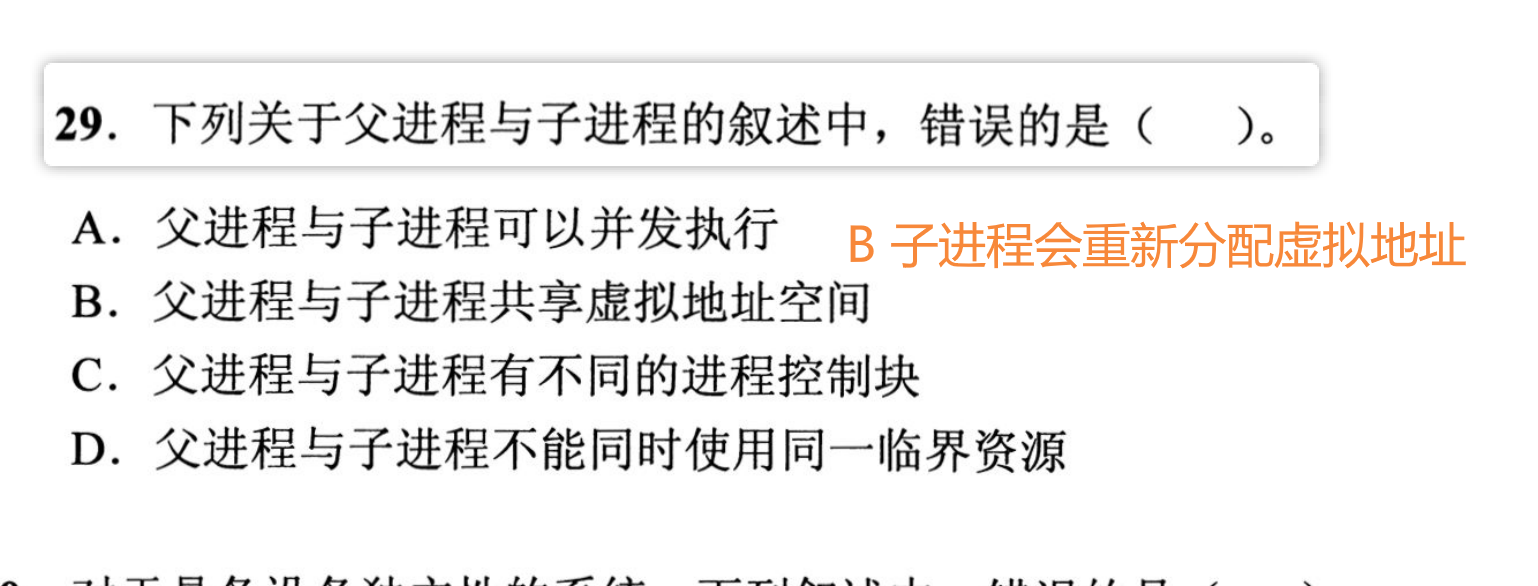 29. 下列关于父进程与子进程的叙述中，错误的是（ ）。
A. 父进程与子进程可以并发执行
B 子进程会重新分配虚拟地址
B. 父进程与子进程共享虚拟地址空间
C. 父进程与子进程有不同的进程控制块
D. 父进程与子进程不能同时使用同一临界资源